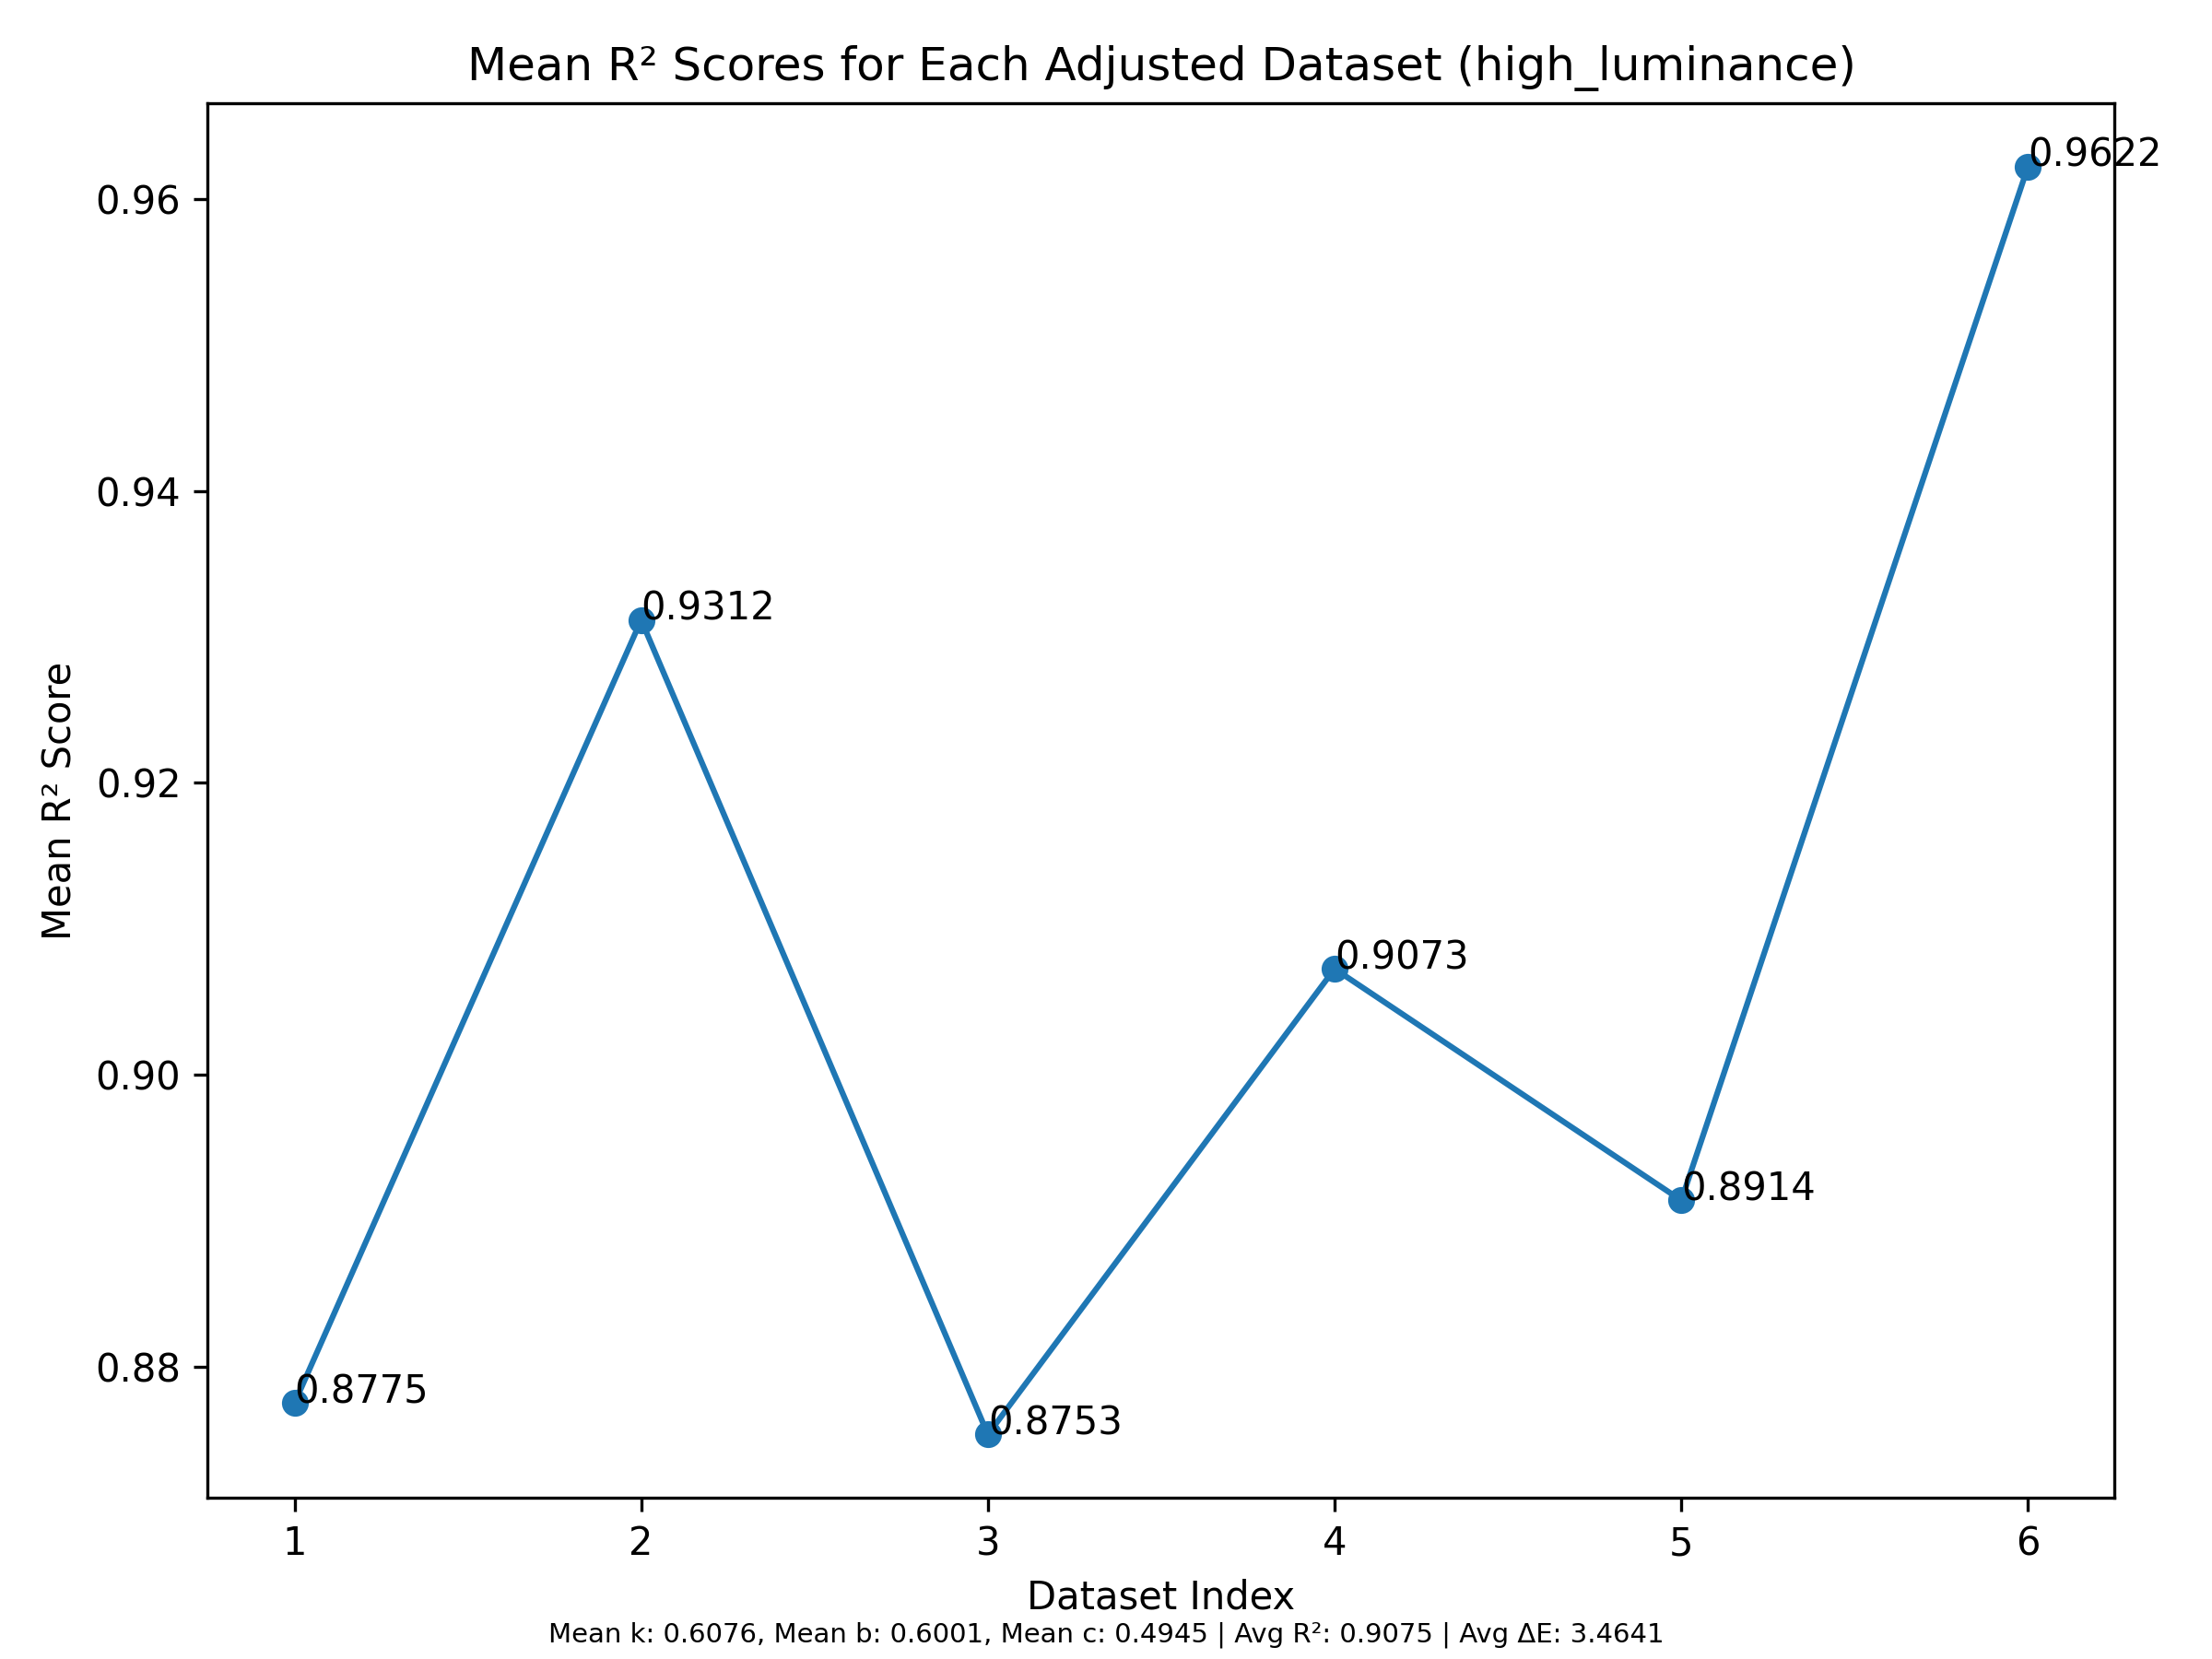 Mean R² Scores for Each Adjusted Dataset (high_luminance)
0.9622
0.96
0.94
0.9312
0.92
Mean R² Score
0.9073
0.90
0.8914
0.88
0.8775
0.8753
1 2 3 4 5 6
Dataset Index
Mean k: 0.6076, Mean b: 0.6001, Mean c: 0.4945 | Avg R²: 0.9075 | Avg ΔE: 3.4641